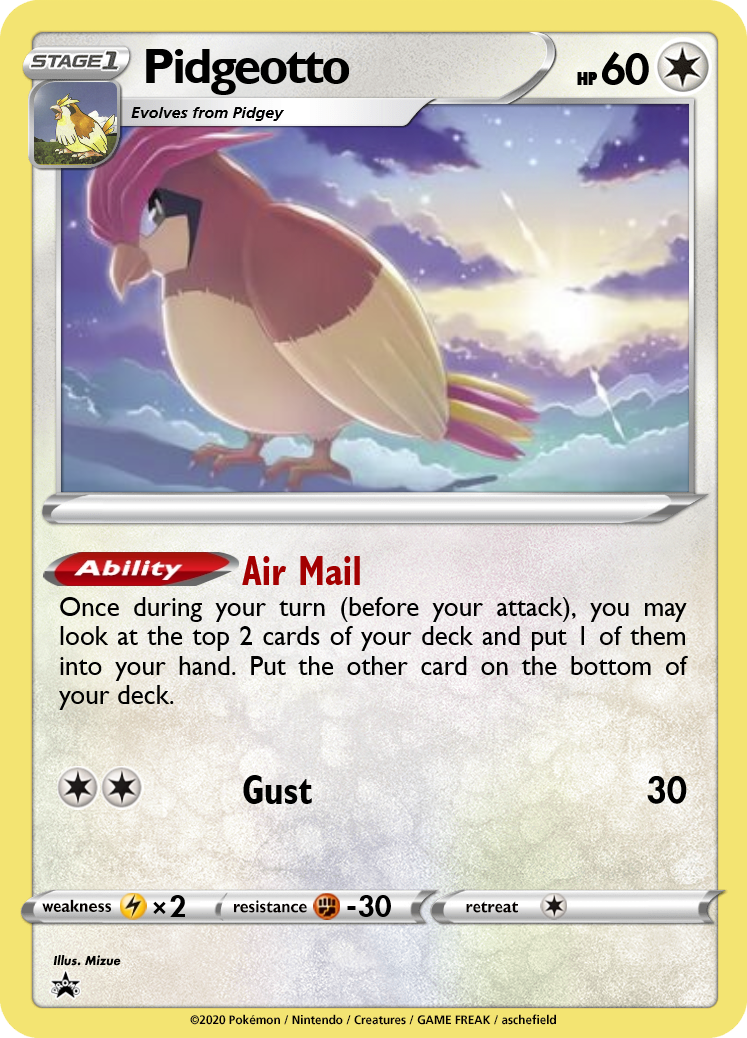 STAGE1
Pidgeotto
HP 60
Evolves from Pidgey
Ability Air Mail
Once during your turn (before your attack), you may
look at the top 2 cards of your deck and put 1 of them
into your hand. Put the other card on the bottom of
your deck.
Gust 30
weakness ×2 resistance -30 retreat
Illus. Mizue
©2020 Pokémon / Nintendo / Creatures / GAME FREAK / aschefield